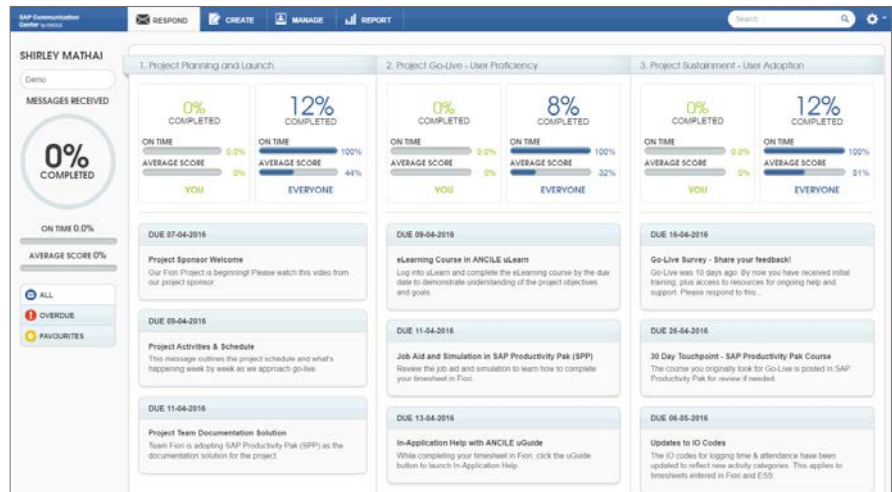 SAP Communication
Center by ANCILE
RESPOND
CREATE
MANAGE
REPORT
Search
SHIRLEY MATHAI
Demo
MESSAGES RECEIVED
0%
COMPLETED
ON TIME 0.0%
AVERAGE SCORE 0%
ALL
OVERDUE
FAVOURITES
1. Project Planning and Launch
0%
COMPLETED
ON TIME
0.0%
AVERAGE SCORE
0%
YOU
12%
COMPLETED
ON TIME
100%
AVERAGE SCORE
44%
EVERYONE
DUE 07-04-2016
Project Sponsor Welcome
Our Fiori Project is beginning! Please watch this video from
our project sponsor.
DUE 09-04-2016
Project Activities & Schedule
This message outlines the project schedule and what's
happening week by week as we approach go-live.
DUE 11-04-2016
Project Team Documentation Solution
Team Fiori is adopting SAP Productivity Pak (SPP) as the
documentation solution for the project.
2. Project Go-Live - User Proficiency
0%
COMPLETED
ON TIME
0.0%
AVERAGE SCORE
0%
YOU
8%
COMPLETED
ON TIME
100%
AVERAGE SCORE
32%
EVERYONE
DUE 09-04-2016
eLearning Course in ANCILE uLearn
Log into uLearn and complete the eLearning course by the due
date to demonstrate understanding of the project objectives
and goals.
DUE 11-04-2016
Job Aid and Simulation in SAP Productivity Pak (SPP)
Review the job aid and simulation to learn how to complete
your timesheet in Fiori.
DUE 13-04-2016
In-Application Help with ANCILE uGuide
While completing your timesheet in Fiori, click the uGuide
button to launch In-Application Help.
3. Project Sustainment - User Adoption
0%
COMPLETED
ON TIME
0.0%
AVERAGE SCORE
0%
YOU
12%
COMPLETED
ON TIME
100%
AVERAGE SCORE
51%
EVERYONE
DUE 16-04-2016
Go-Live Survey - Share your feedback!
Go-Live was 10 days ago. By now you have received initial
training, plus access to resources for ongoing help and
support. Please respond to this...
DUE 26-04-2016
30 Day Touchpoint - SAP Productivity Pak Course
The course you originally took for Go-Live is posted in SAP
Productivity Pak for review if needed.
DUE 06-05-2016
Updates to IO Codes
The IO codes for logging time & attendance have been
updated to reflect new activity categories. This applies to
timesheets entered in Fiori and ESS.